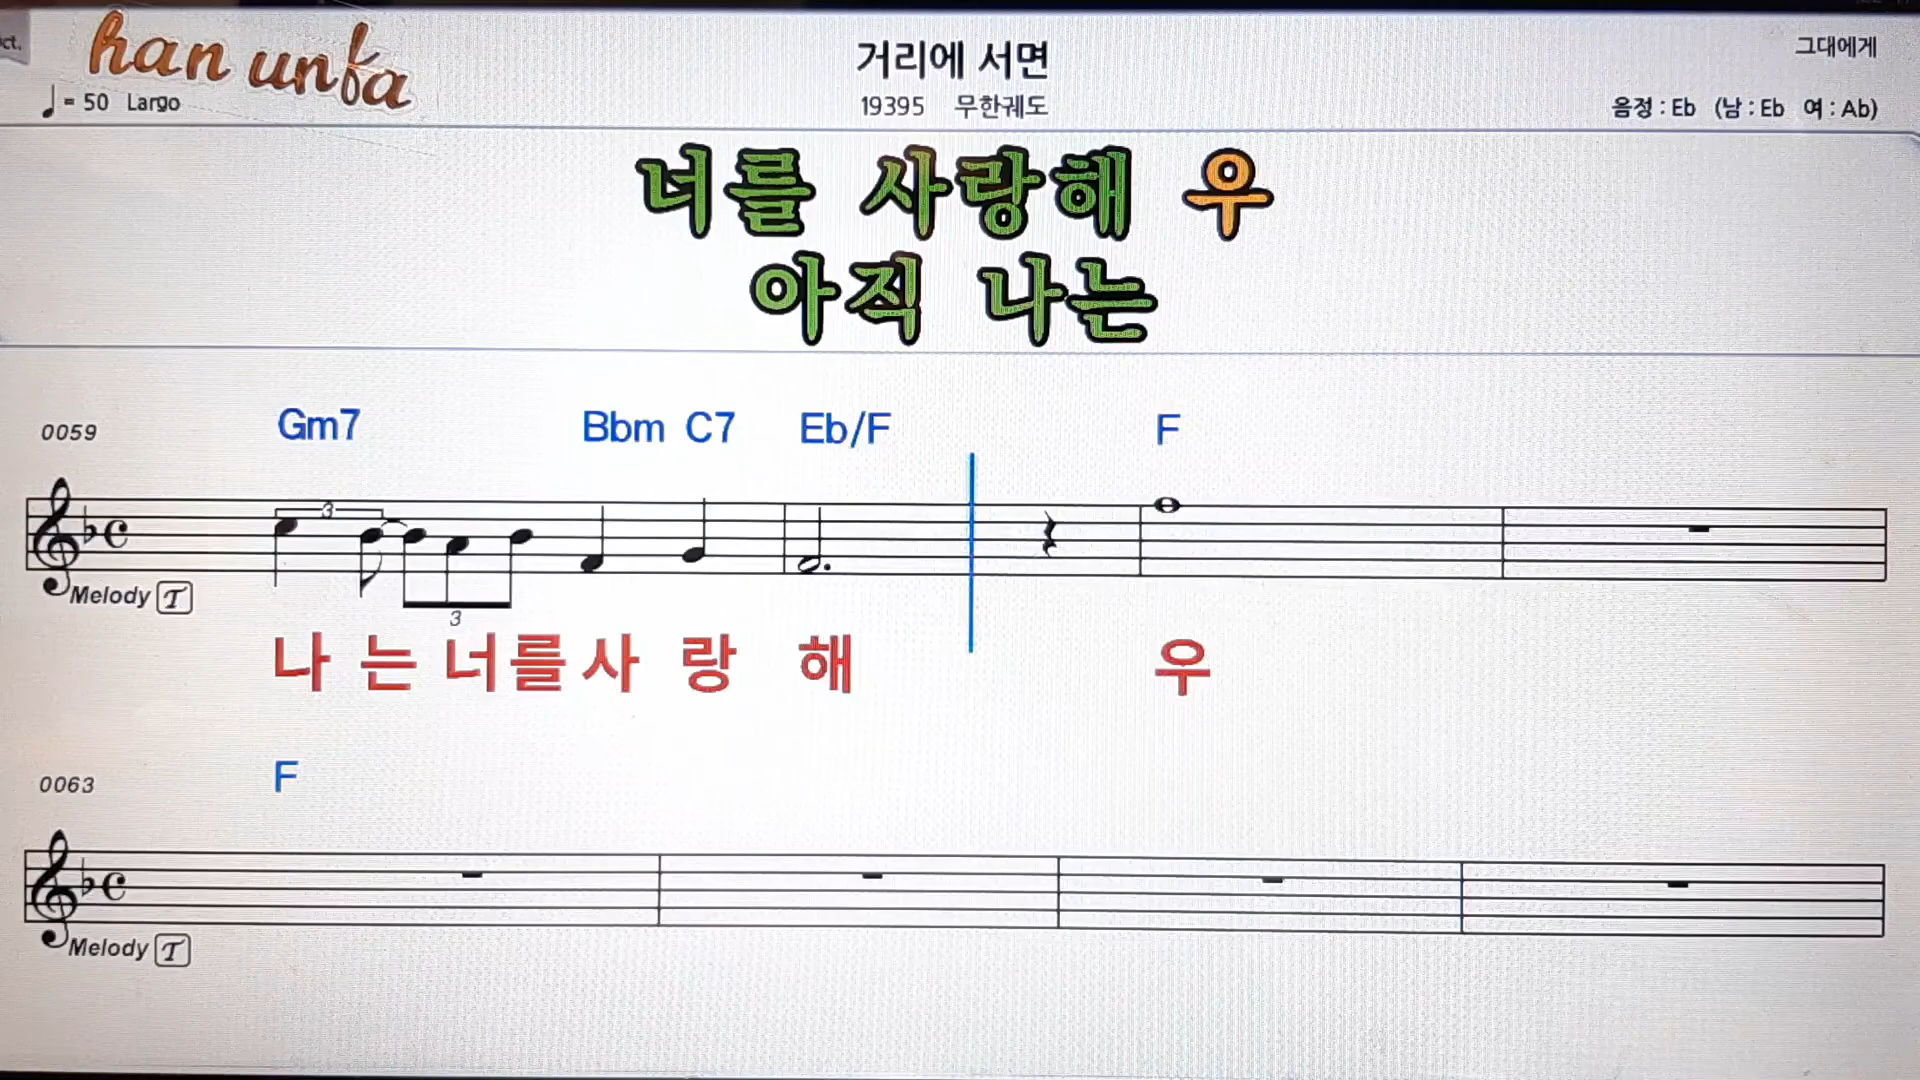 ct.
han unfa
거리에 서면
그대에게
= 50 Largo
19395 무한궤도
음정 : Eb (남 : Eb 여 : Ab)
너를 사랑해 우
아직 나는
0059
Gm7 Bbm C7 Eb/F F
3
Melody T
3
나 는 너 를 사 랑 해 우
0063
F
Melody T